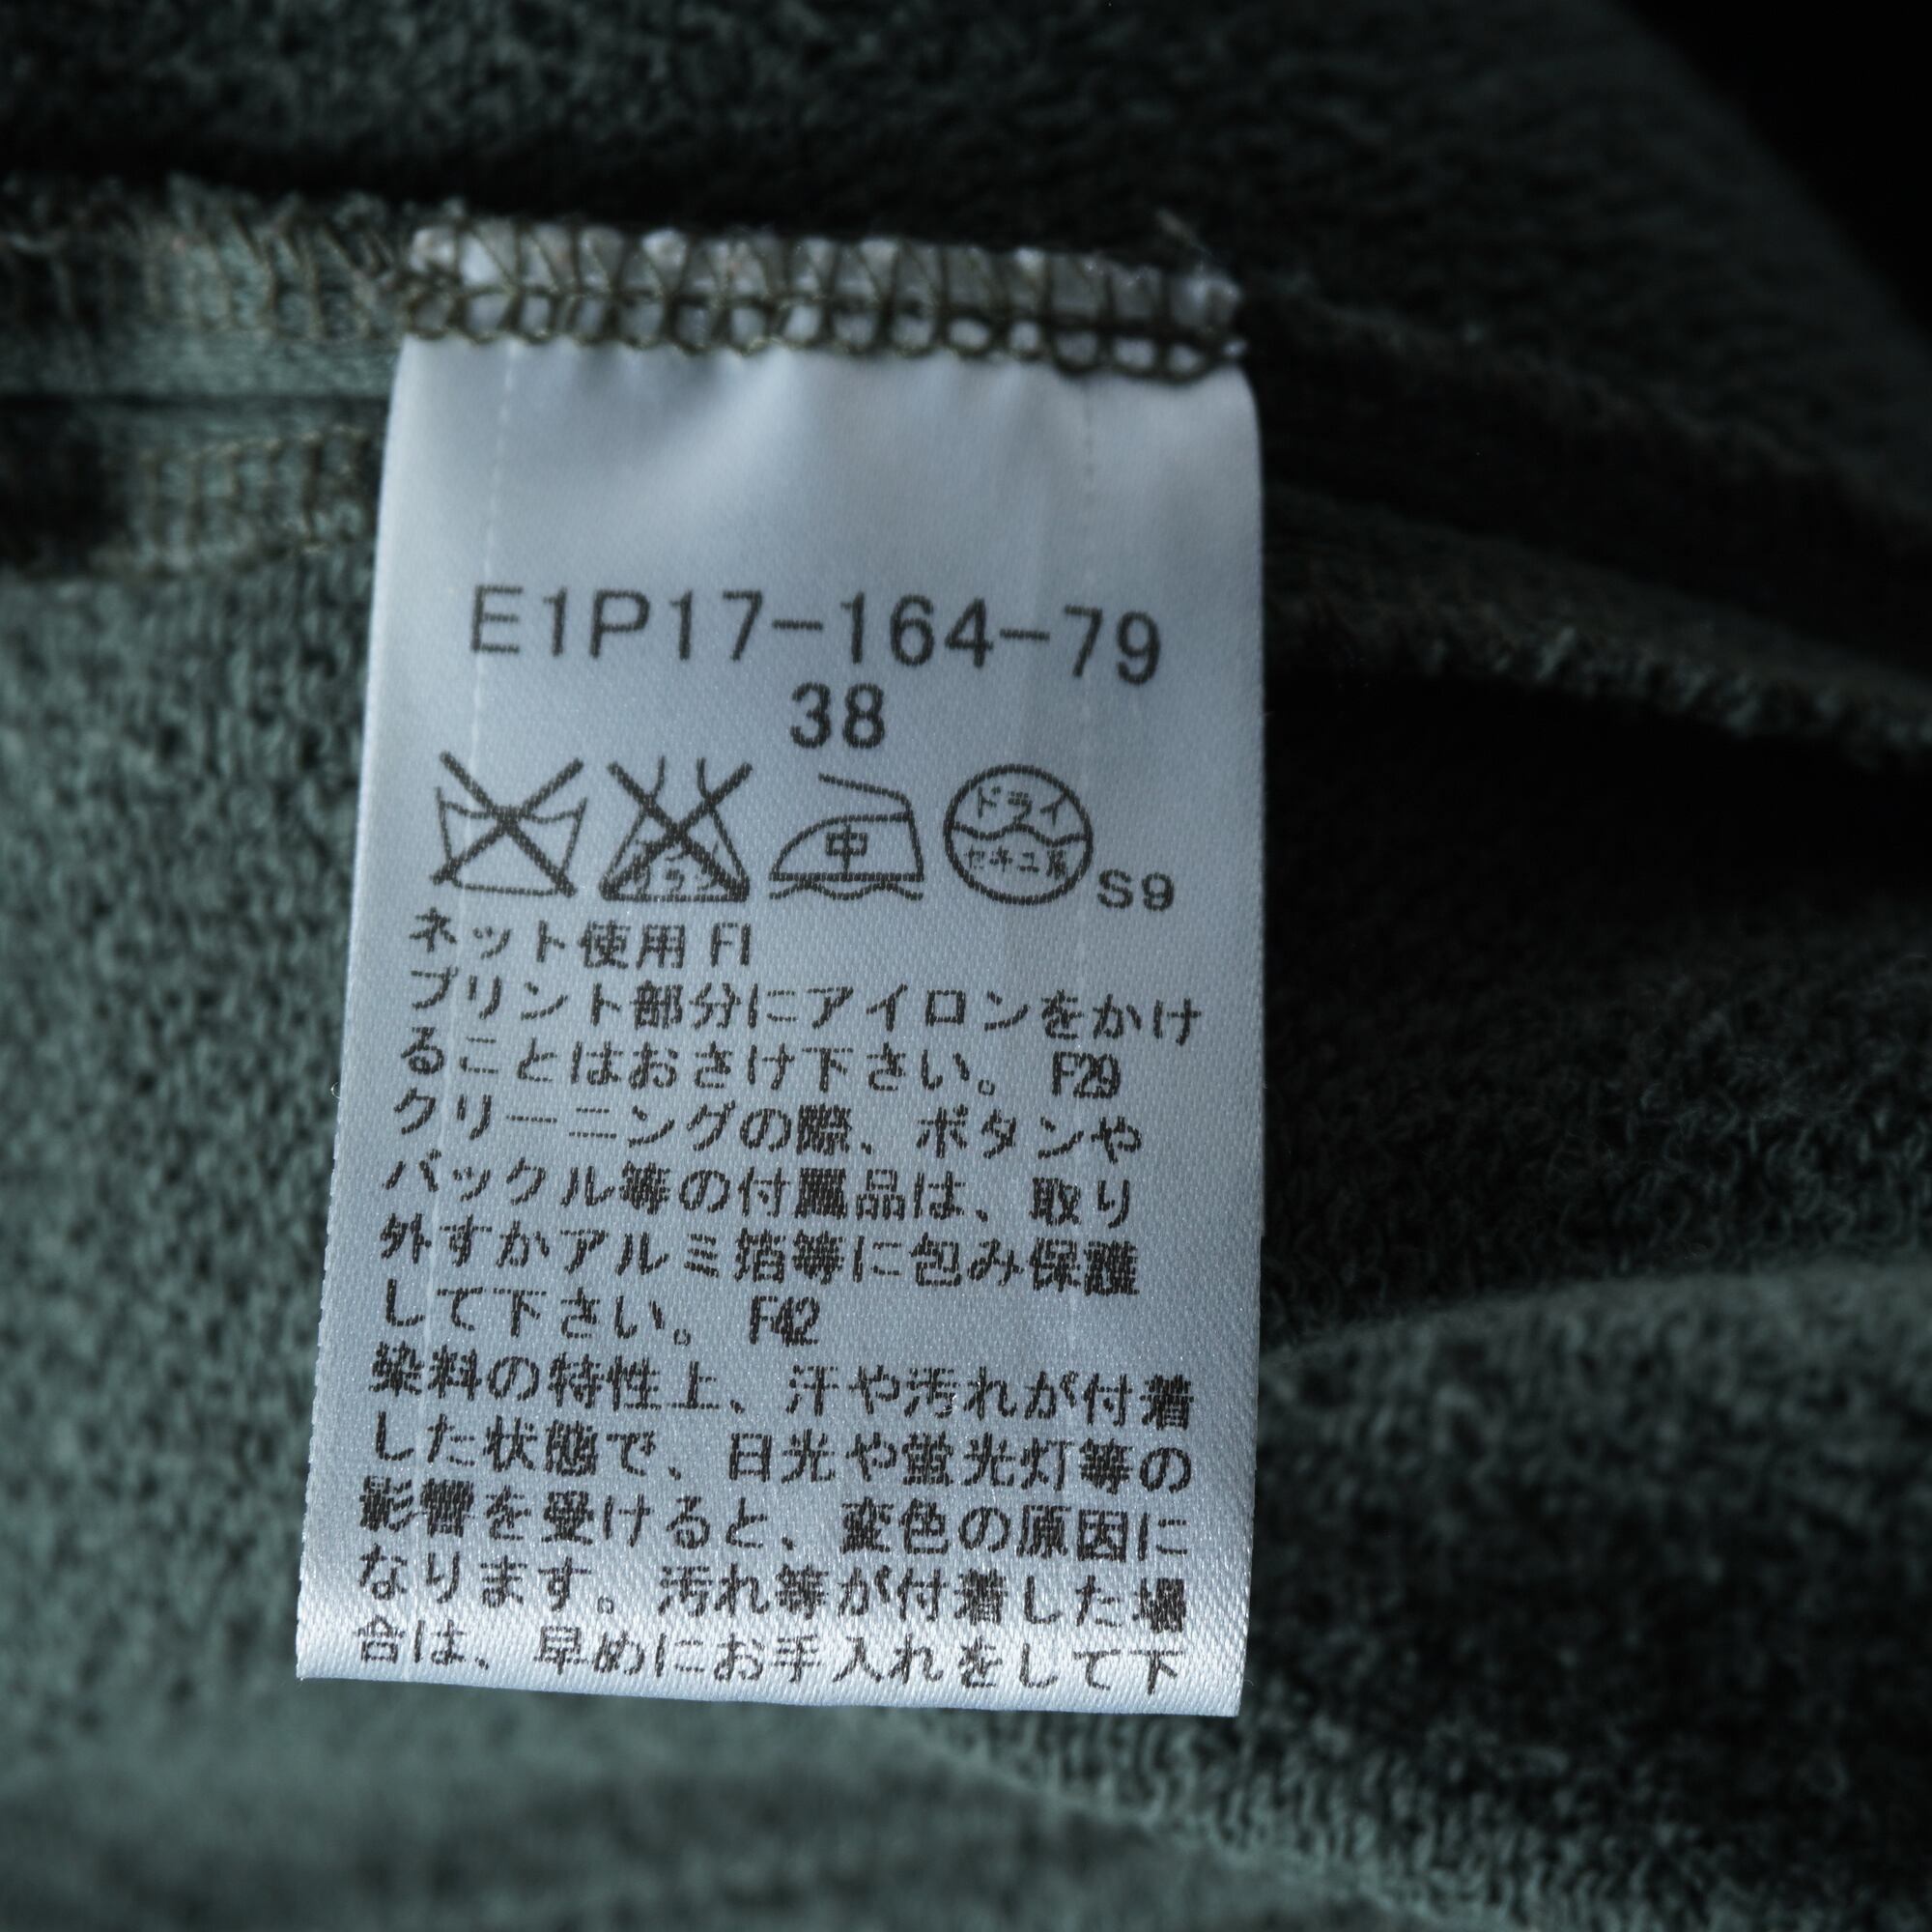 E1P17-164-79
38
中 ドライ
セキユ系 S9
ネット使用 F1
プリント部分にアイロンをかけ
ることはおさけ下さい。 F29
クリーニングの際、ボタンや
バックル等の付属品は、取り
外すかアルミ箔等に包み保護
して下さい。 F42
染料の特性上、汗や汚れが付着
した状態で、日光や蛍光灯等の
影響を受けると、変色の原因に
なります。汚れ等が付着した場
合は、早めにお手入れをして下